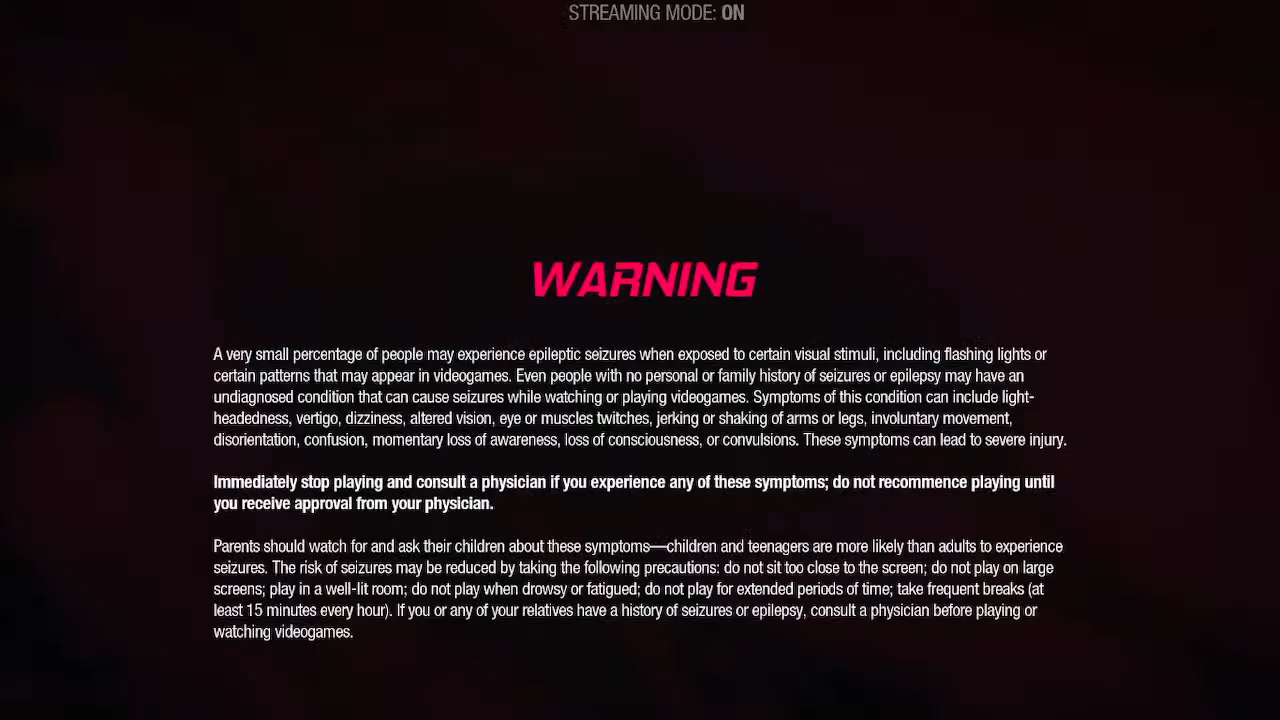 STREAMING MODE: ON
WARNING
A very small percentage of people may experience epileptic seizures when exposed to certain visual stimuli, including flashing lights or
certain patterns that may appear in videogames. Even people with no personal or family history of seizures or epilepsy may have an
undiagnosed condition that can cause seizures while watching or playing videogames. Symptoms of this condition can include light-
headedness, vertigo, dizziness, altered vision, eye or muscles twitches, jerking or shaking of arms or legs, involuntary movement,
disorientation, confusion, momentary loss of awareness, loss of consciousness, or convulsions. These symptoms can lead to severe injury.
Immediately stop playing and consult a physician if you experience any of these symptoms; do not recommence playing until
you receive approval from your physician.
Parents should watch for and ask their children about these symptoms—children and teenagers are more likely than adults to experience
seizures. The risk of seizures may be reduced by taking the following precautions: do not sit too close to the screen; do not play on large
screens; play in a well-lit room; do not play when drowsy or fatigued; do not play for extended periods of time; take frequent breaks (at
least 15 minutes every hour). If you or any of your relatives have a history of seizures or epilepsy, consult a physician before playing or
watching videogames.